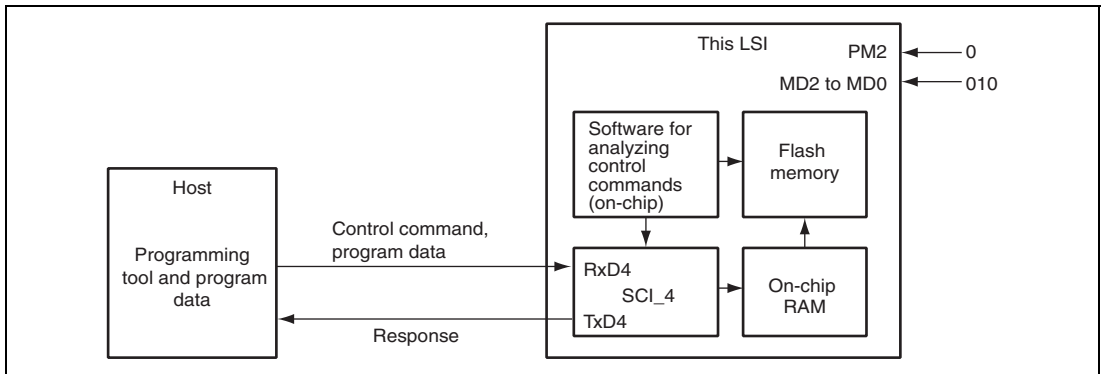 This LSI
PM2
0
MD2 to MD0
010
Software for
analyzing
control
commands
(on-chip)
Flash
memory
Host
Programming
tool and program
data
Control command,
program data
Response
RxD4
SCI_4
TxD4
On-chip
RAM